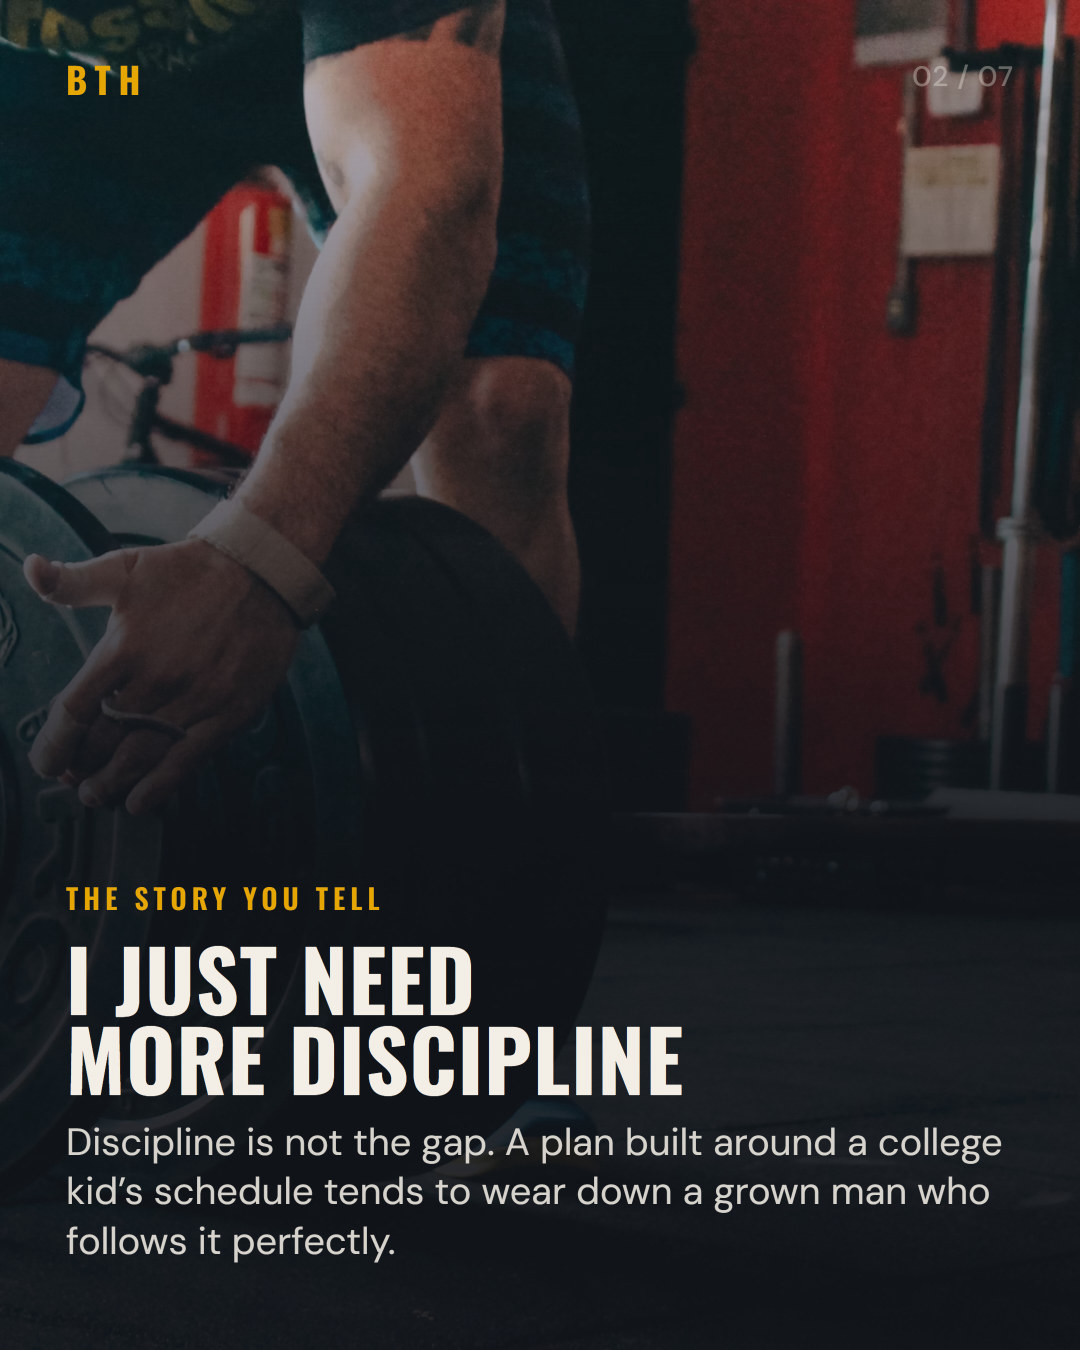 BTH
02 / 07
THE STORY YOU TELL
I JUST NEED
MORE DISCIPLINE
Discipline is not the gap. A plan built around a college
kid’s schedule tends to wear down a grown man who
follows it perfectly.